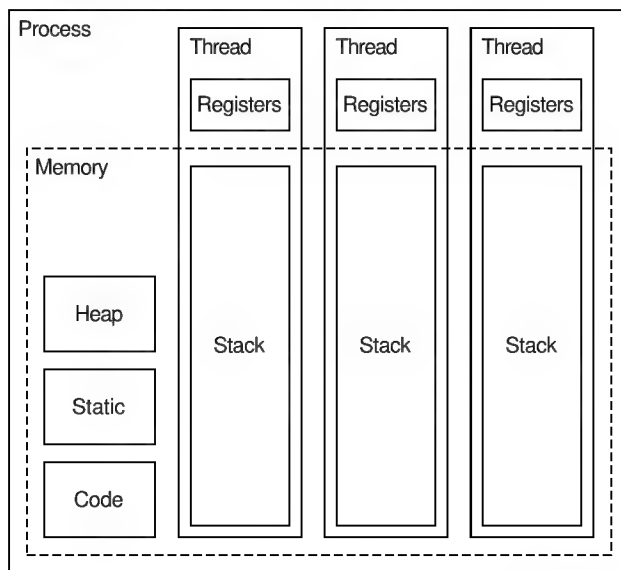 Process
Thread
Thread
Thread
Registers
Registers
Registers
Memory
Heap
Static
Code
Stack
Stack
Stack